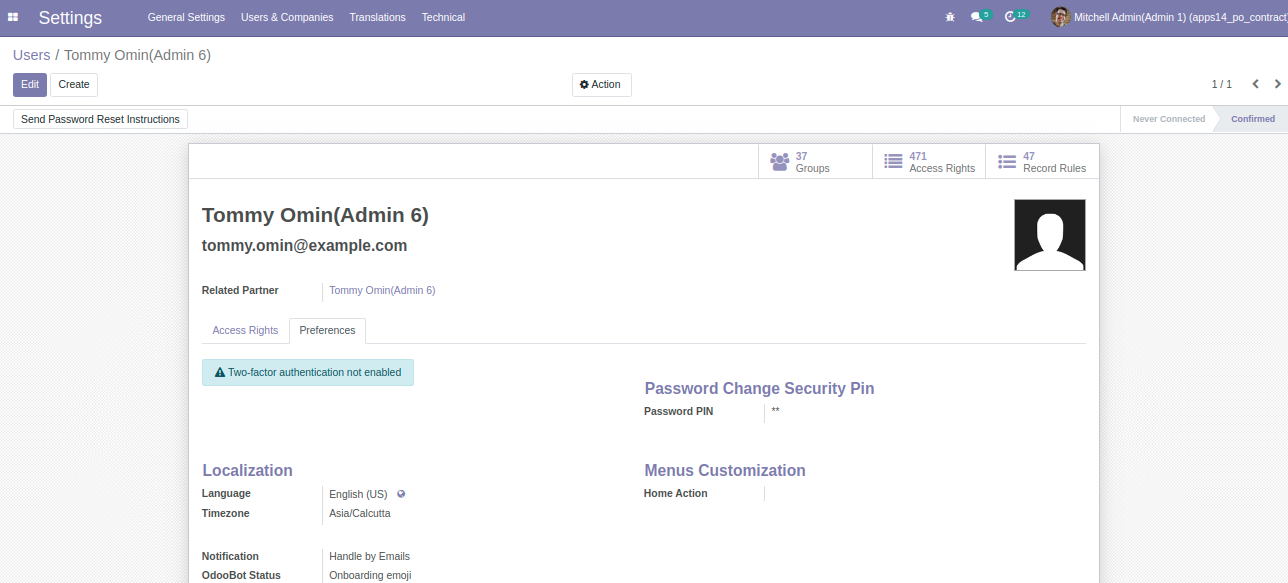 Settings General Settings Users & Companies Translations Technical 5 12 Mitchell Admin(Admin 1) (apps14_po_contract
Users / Tommy Omin(Admin 6)
Edit Create Action 1 / 1
Send Password Reset Instructions Never Connected Confirmed
37 Groups 471 Access Rights 47 Record Rules
Tommy Omin(Admin 6)
tommy.omin@example.com
Related Partner Tommy Omin(Admin 6)
Access Rights Preferences
Two-factor authentication not enabled
Password Change Security Pin
Password PIN **
Localization Menus Customization
Language English (US) Home Action
Timezone Asia/Calcutta
Notification Handle by Emails
OdooBot Status Onboarding emoji